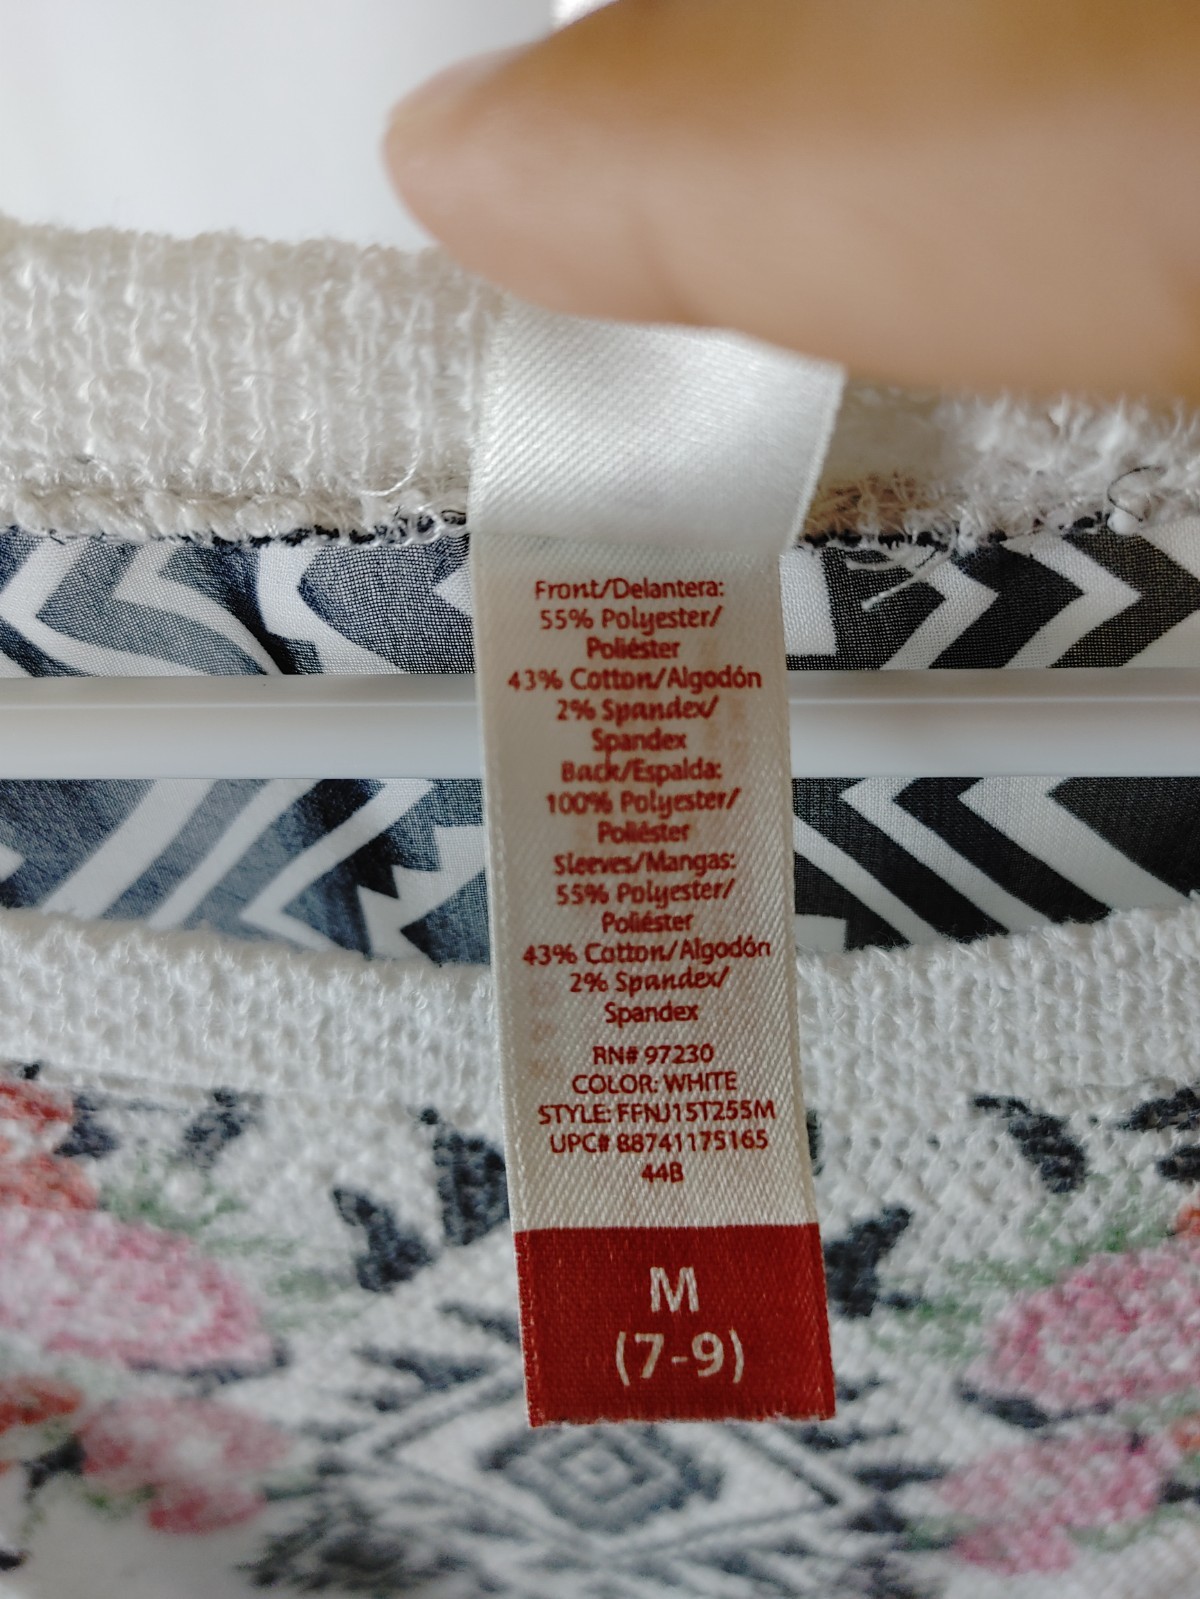 Front/Delantera:
55% Polyester/
Poliéster
43% Cotton/Algodón
2% Spandex/
Spandex
Back/Espalda:
100% Polyester/
Poliéster
Sleeves/Mangas:
55% Polyester/
Poliéster
43% Cotton/Algodón
2% Spandex/
Spandex
RN# 97230
COLOR: WHITE
STYLE: FFNJ15T255M
UPC# 88741175165
44B
M
(7-9)